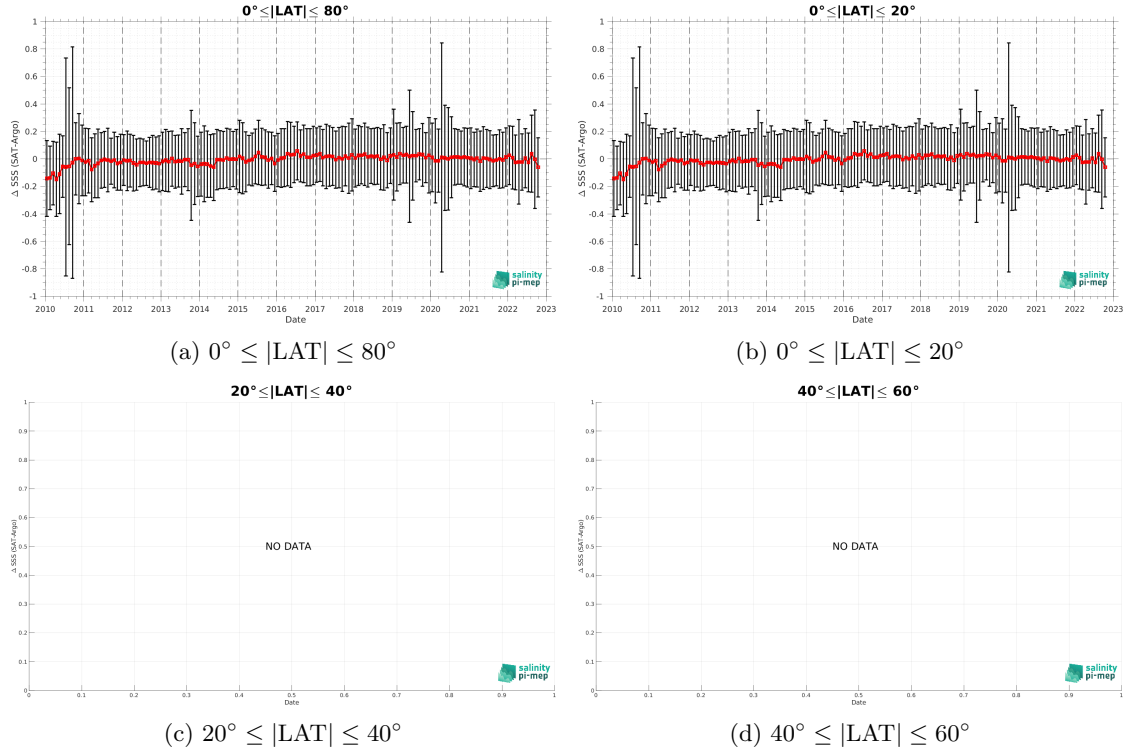 0°≤|LAT|≤ 80°
Δ SSS (SAT-Argo)
1
0.8
0.6
0.4
0.2
0
-0.2
-0.4
-0.6
-0.8
-1
2010 2011 2012 2013 2014 2015 2016 2017 2018 2019 2020 2021 2022 2023
Date
salinity
pi-mep
(a) 0° ≤ |LAT| ≤ 80°
0°≤|LAT|≤ 20°
Δ SSS (SAT-Argo)
1
0.8
0.6
0.4
0.2
0
-0.2
-0.4
-0.6
-0.8
-1
2010 2011 2012 2013 2014 2015 2016 2017 2018 2019 2020 2021 2022 2023
Date
salinity
pi-mep
(b) 0° ≤ |LAT| ≤ 20°
20°≤|LAT|≤ 40°
Δ SSS (SAT-Argo)
1
0.9
0.8
0.7
0.6
0.5
0.4
0.3
0.2
0.1
0
NO DATA
0 0.1 0.2 0.3 0.4 0.5 0.6 0.7 0.8 0.9 1
Date
salinity
pi-mep
(c) 20° ≤ |LAT| ≤ 40°
40°≤|LAT|≤ 60°
Δ SSS (SAT-Argo)
1
0.9
0.8
0.7
0.6
0.5
0.4
0.3
0.2
0.1
0
NO DATA
0 0.1 0.2 0.3 0.4 0.5 0.6 0.7 0.8 0.9 1
Date
salinity
pi-mep
(d) 40° ≤ |LAT| ≤ 60°